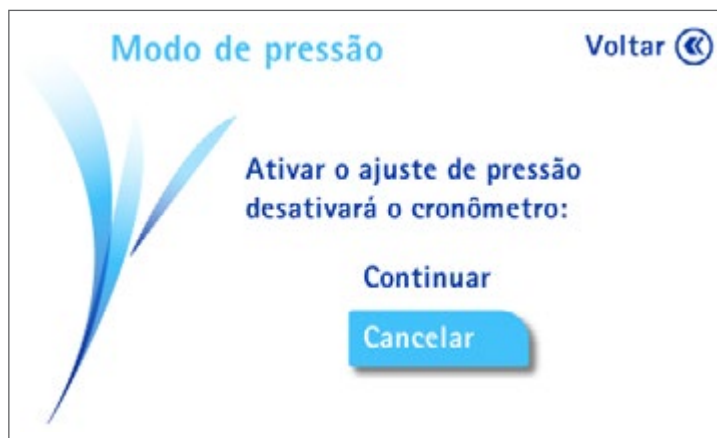 Modo de pressão
Voltar
Ativar o ajuste de pressão
desativará o cronômetro:
Continuar
Cancelar